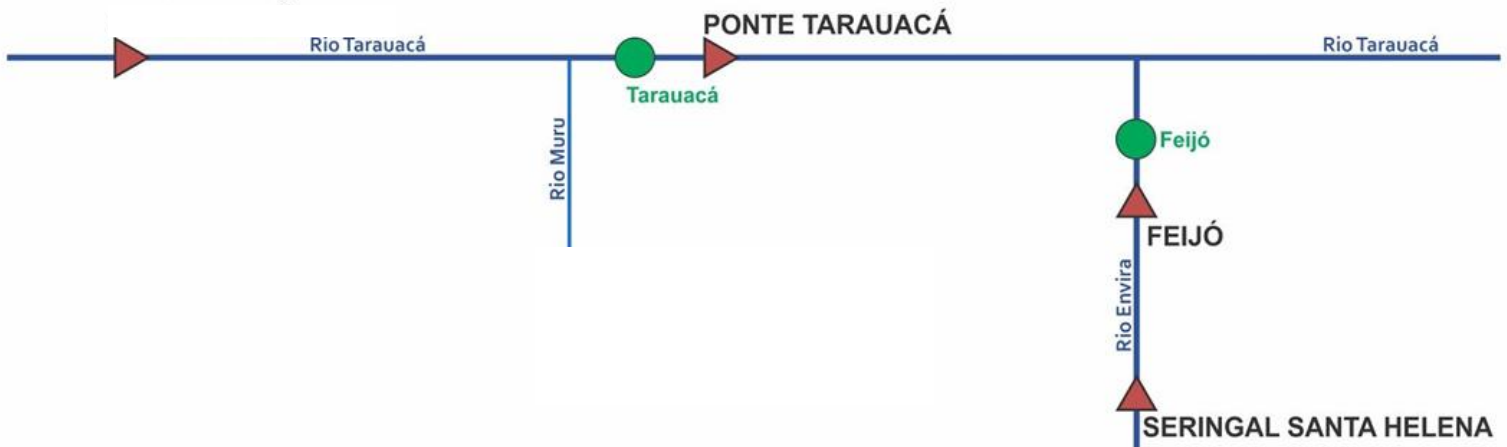 PONTE TARAUACÁ
Rio Tarauacá
Rio Tarauacá
Tarauacá
Rio Muru
Feijó
FEIJÓ
Rio Envira
SERINGAL SANTA HELENA